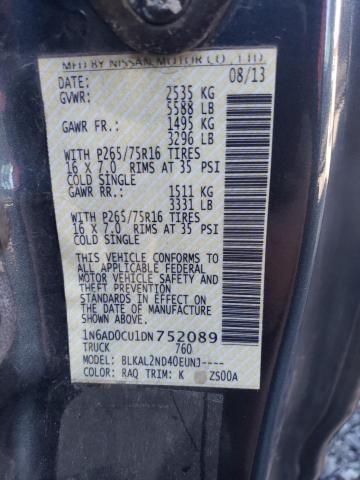 MFD BY NISSAN MOTOR CO., LTD.
DATE: 08/13
GVWR: 2535 KG
5588 LB
GAWR FR.: 1495 KG
3296 LB
WITH P265/75R16 TIRES
16 X 7.0 RIMS AT 35 PSI
COLD SINGLE
GAWR RR.: 1511 KG
3331 LB
WITH P265/75R16 TIRES
16 X 7.0 RIMS AT 35 PSI
COLD SINGLE
THIS VEHICLE CONFORMS TO ALL
APPLICABLE FEDERAL MOTOR
VEHICLE SAFETY AND
THEFT PREVENTION
STANDARDS IN EFFECT ON THE
DATE OF MANUFACTURE
SHOWN ABOVE.
1N6AD0CU1DN752089
TRUCK 760
MODEL: BLKAL2ND40EUNJ----
COLOR: RAQ TRIM: K ZS00A